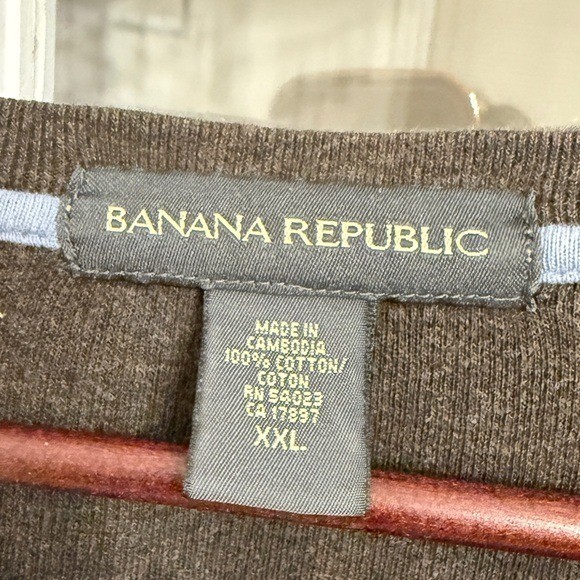 BANANA REPUBLIC
MADE IN
CAMBODIA
100% COTTON/
COTON
RN 54023
CA 17897
XXL